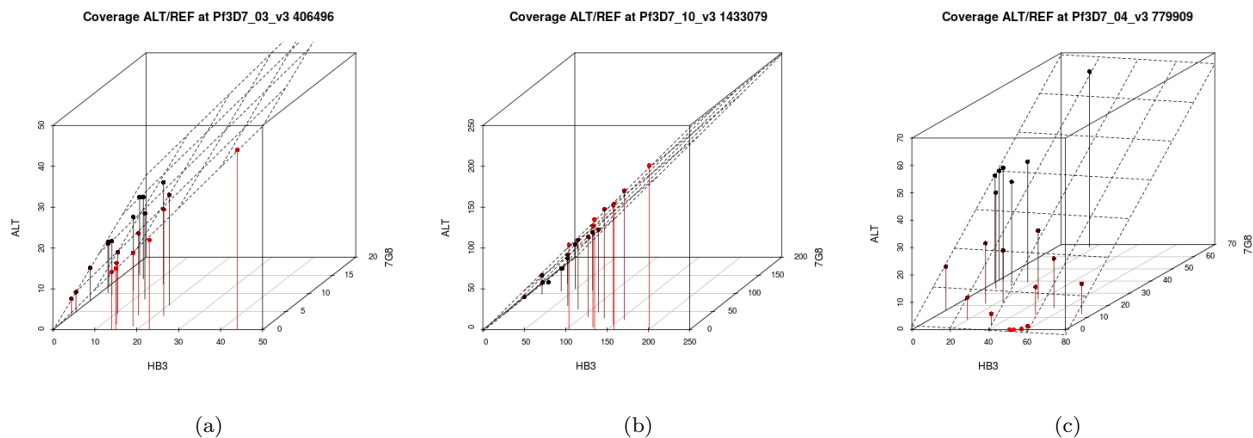 Coverage ALT/REF at Pf3D7_03_v3 406496
50
40
30
20
10
0
ALT
0 10 20 30 40 50
HB3
0
5
10
15
20
7G8
(a)
Coverage ALT/REF at Pf3D7_10_v3 1433079
250
200
150
100
50
0
ALT
0 50 100 150 200 250
HB3
0
50
100
150
200
7G8
(b)
Coverage ALT/REF at Pf3D7_04_v3 779909
70
60
50
40
30
20
10
0
ALT
0 20 40 60 80
HB3
0
10
20
30
40
50
60
70
7G8
(c)